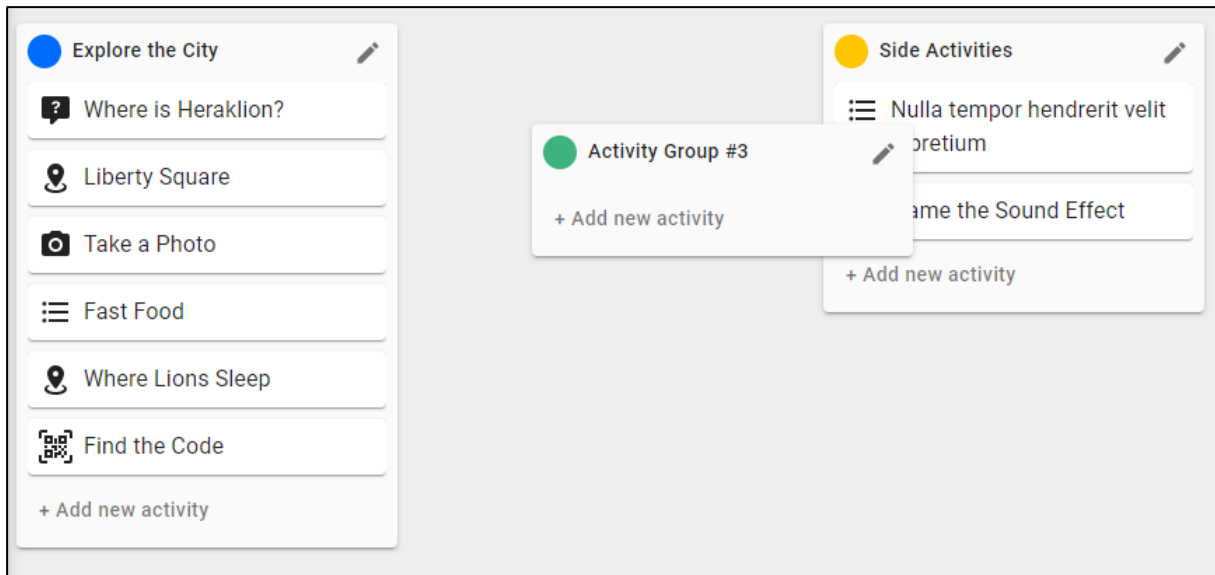 Explore the City
Where is Heraklion?
Liberty Square
Take a Photo
Fast Food
Where Lions Sleep
Find the Code
+ Add new activity
Activity Group #3
+ Add new activity
Side Activities
Nulla tempor hendrerit velit
pretium
ame the Sound Effect
+ Add new activity